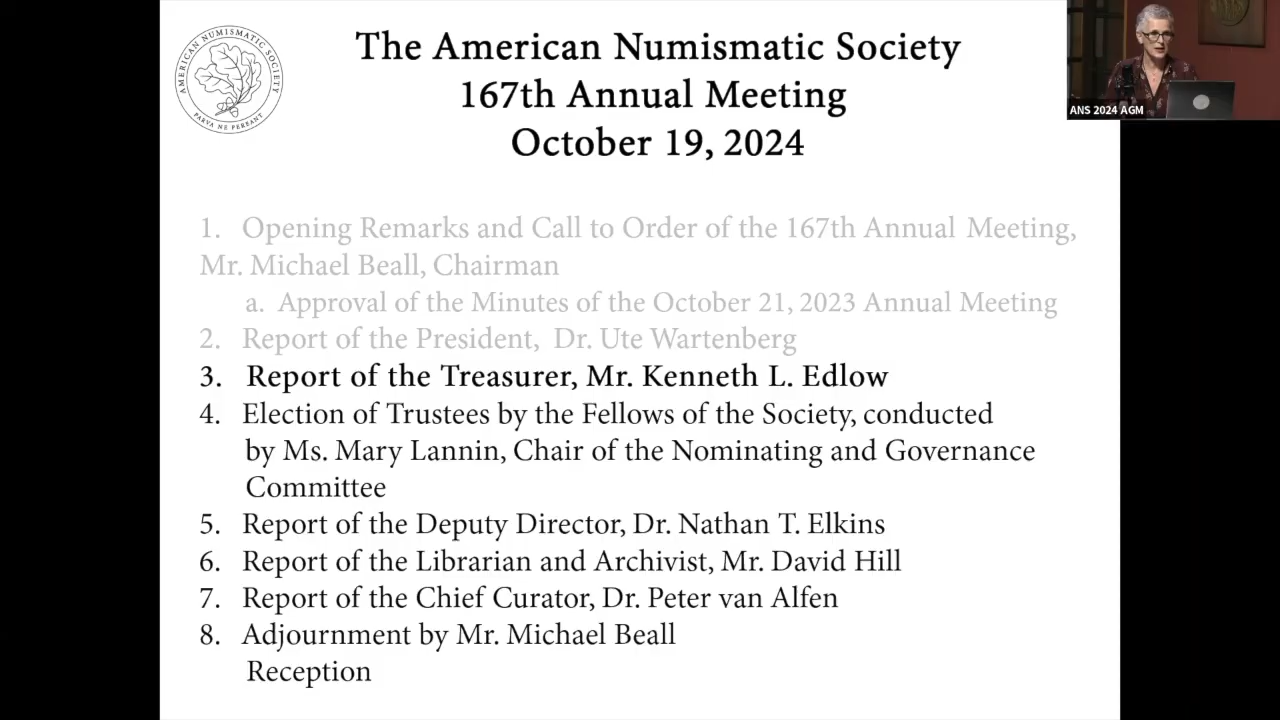 AMERICAN NUMISMATIC SOCIETY
PARVA NE PEREANT
The American Numismatic Society
167th Annual Meeting
October 19, 2024
ANS 2024 AGM
1. Opening Remarks and Call to Order of the 167th Annual Meeting,
Mr. Michael Beall, Chairman
a. Approval of the Minutes of the October 21, 2023 Annual Meeting
2. Report of the President, Dr. Ute Wartenberg
3. Report of the Treasurer, Mr. Kenneth L. Edlow
4. Election of Trustees by the Fellows of the Society, conducted
by Ms. Mary Lannin, Chair of the Nominating and Governance
Committee
5. Report of the Deputy Director, Dr. Nathan T. Elkins
6. Report of the Librarian and Archivist, Mr. David Hill
7. Report of the Chief Curator, Dr. Peter van Alfen
8. Adjournment by Mr. Michael Beall
Reception